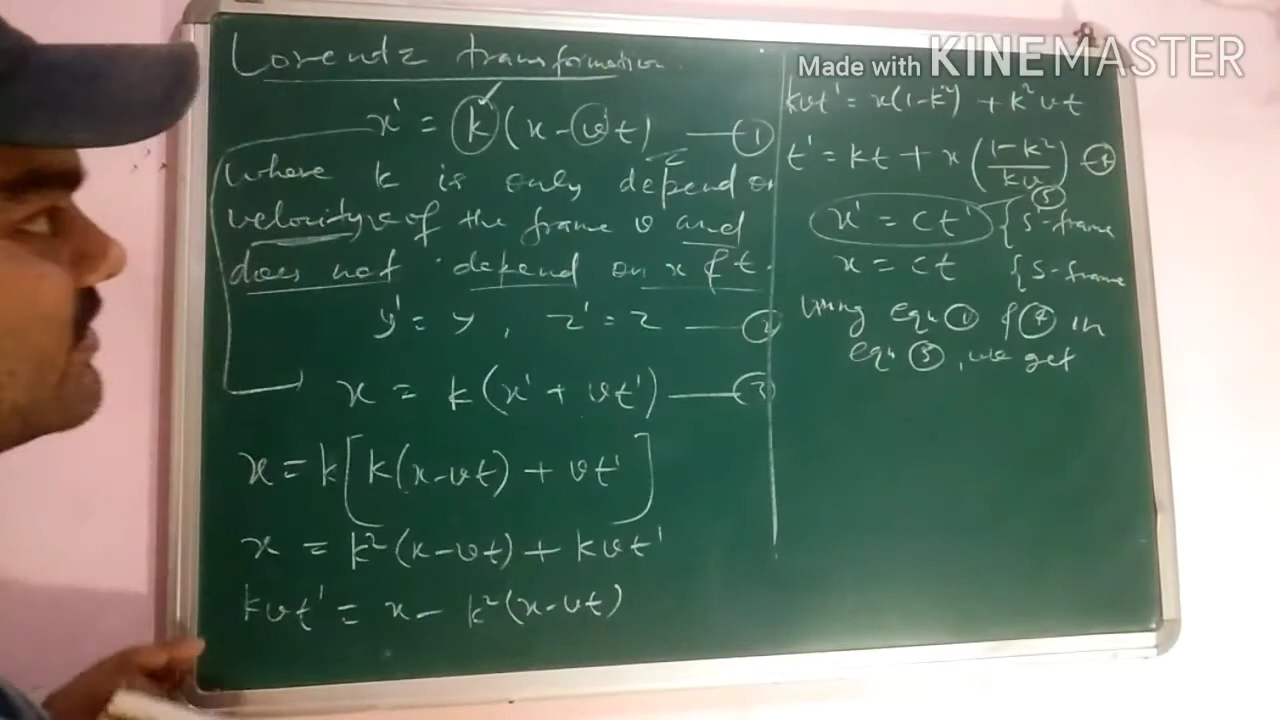 Lorentz transformation
x' = k (x - vt) — ①
Where k is only depend on
velocity v of the frame v and
does not depend on x & t.
y' = y , z' = z — ②
x = k (x' + vt') — ③
x = k[k(x-vt) + vt']
x = k²(x-vt) + kvt'
kvt' = x - k²(x-vt)
Made with KINEMASTER
kvt' = x(1-k²) + k²vt
t' = kt + x (1-k²/kv) — ④
x' = ct' {S'-frame ⑤
x = ct {S-frame
Using eqn ① & ④ in
eqn ⑤, we get